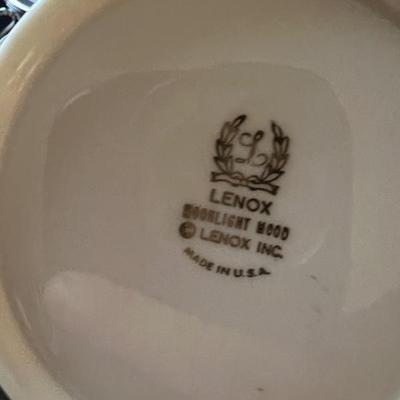 L
LENOX
MOONLIGHT MOOD
© LENOX INC.
MADE IN U.S.A.